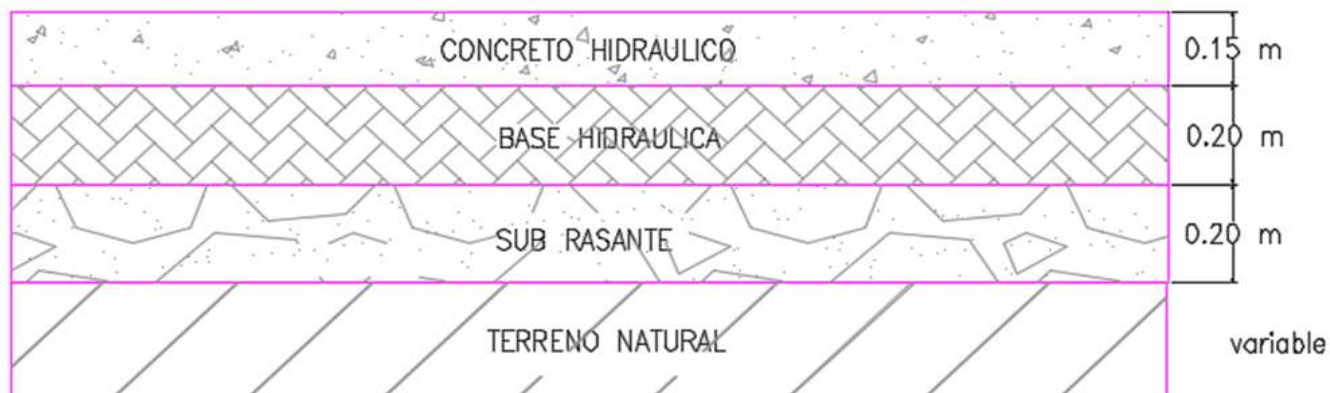 CONCRETO HIDRAULICO 0.15 m
BASE HIDRAULICA 0.20 m
SUB RASANTE 0.20 m
TERRENO NATURAL variable